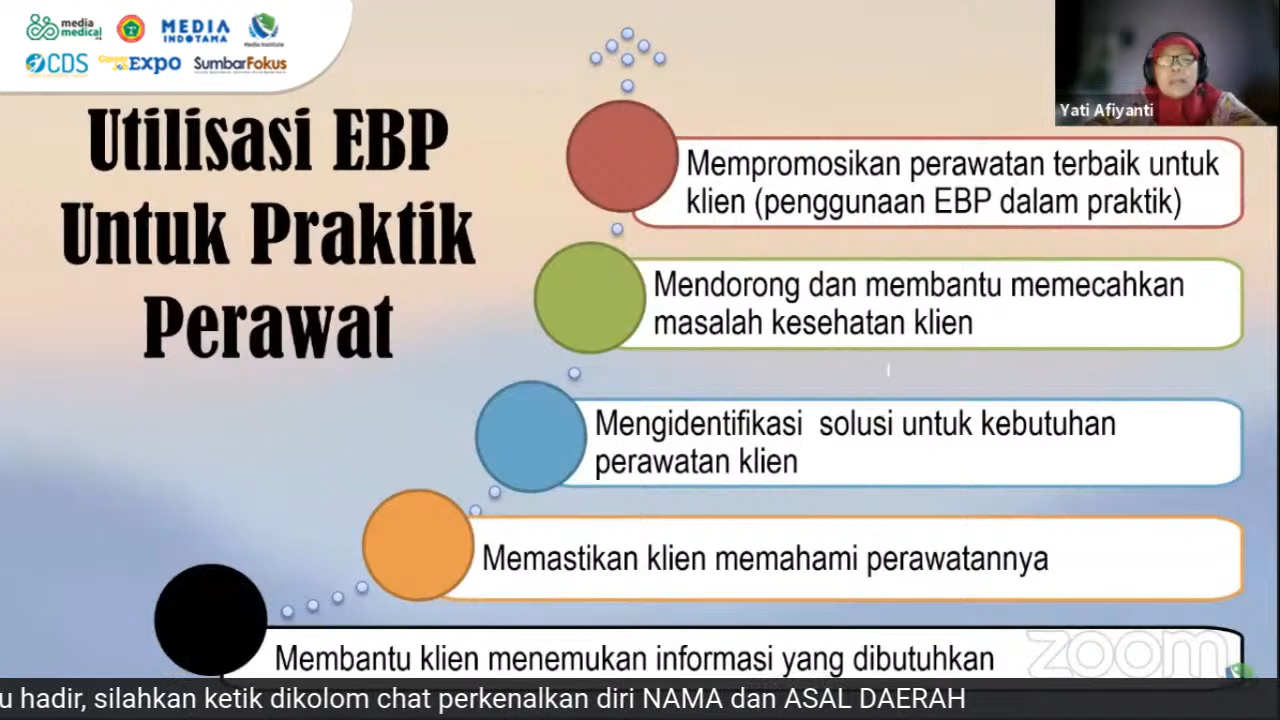 media
medical
MEDIA
INDOTAMA
Media Institute
CDS
EXPO
SumbarFokus
Yati Afiyanti
Utilisasi EBP
Untuk Praktik
Perawat
Mempromosikan perawatan terbaik untuk
klien (penggunaan EBP dalam praktik)
Mendorong dan membantu memecahkan
masalah kesehatan klien
Mengidentifikasi solusi untuk kebutuhan
perawatan klien
Memastikan klien memahami perawatannya
Membantu klien menemukan informasi yang dibutuhkan
zoom
u hadir, silahkan ketik dikolom chat perkenalkan diri NAMA dan ASAL DAERAH